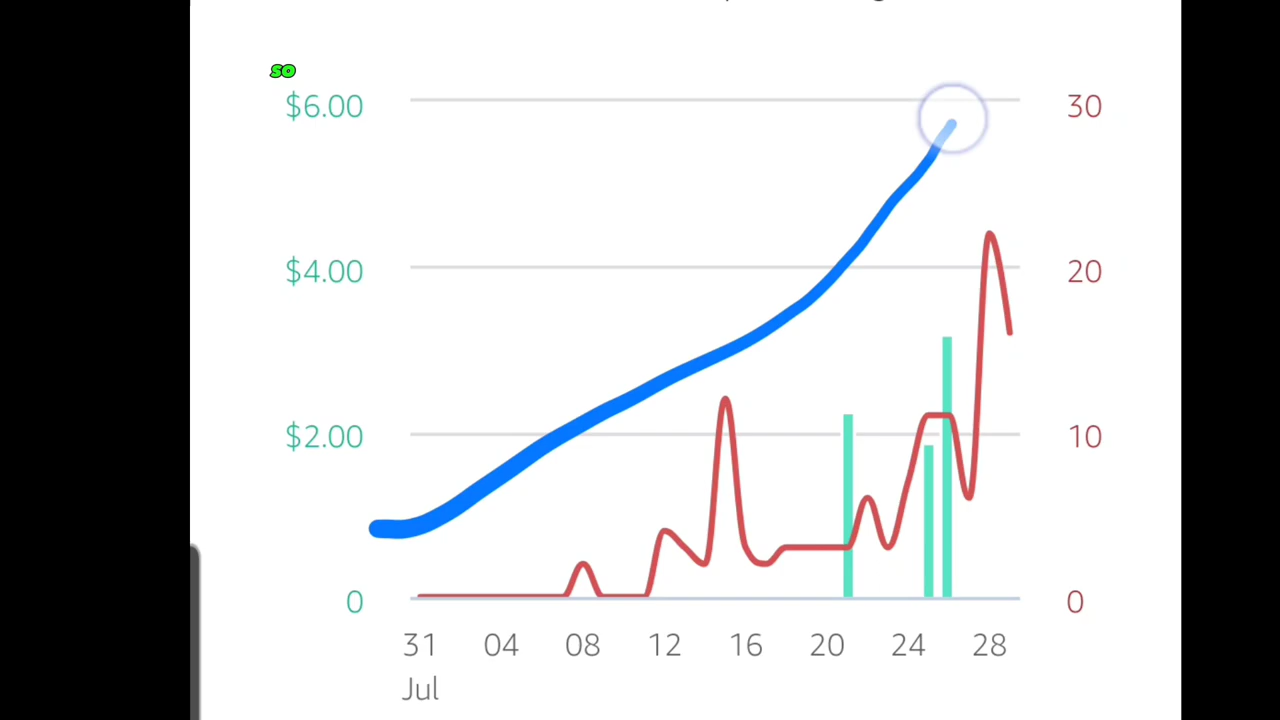 so
$6.00 30
$4.00 20
$2.00 10
0 0
31 04 08 12 16 20 24 28
Jul